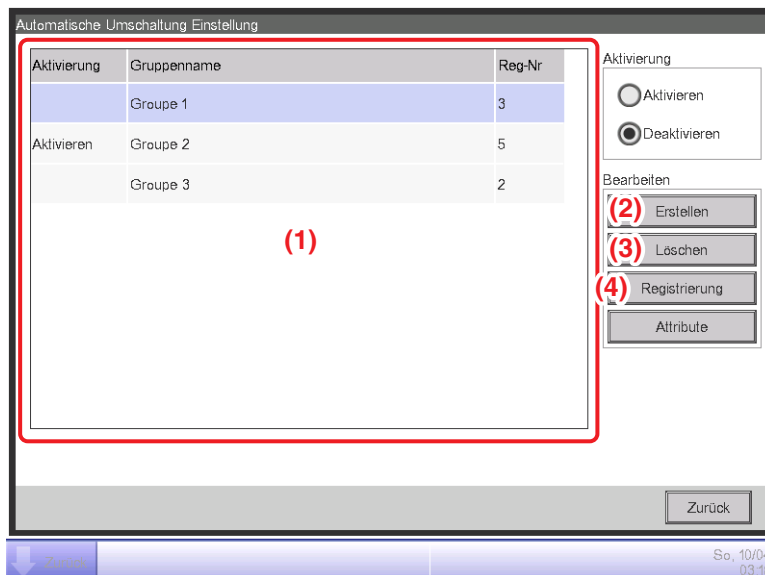 Automatische Umschaltung Einstellung
Aktivierung Gruppenname Reg-Nr
Groupe 1 3
Aktivieren Groupe 2 5
Groupe 3 2
(1)
Aktivierung
Aktivieren
Deaktivieren
Bearbeiten
(2) Erstellen
(3) Löschen
(4) Registrierung
Attribute
Zurück
So, 10/0
03:1